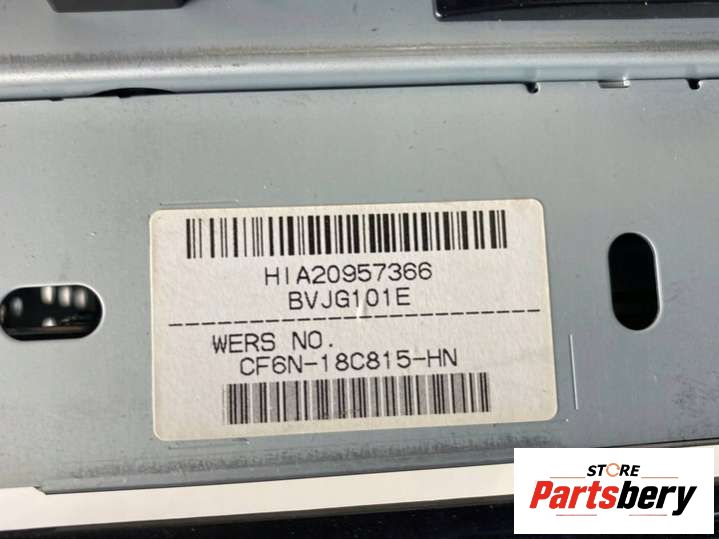 HIA20957366
BVJG101E
WERS NO.
CF6N-18C815-HN
STORE
Partsbery